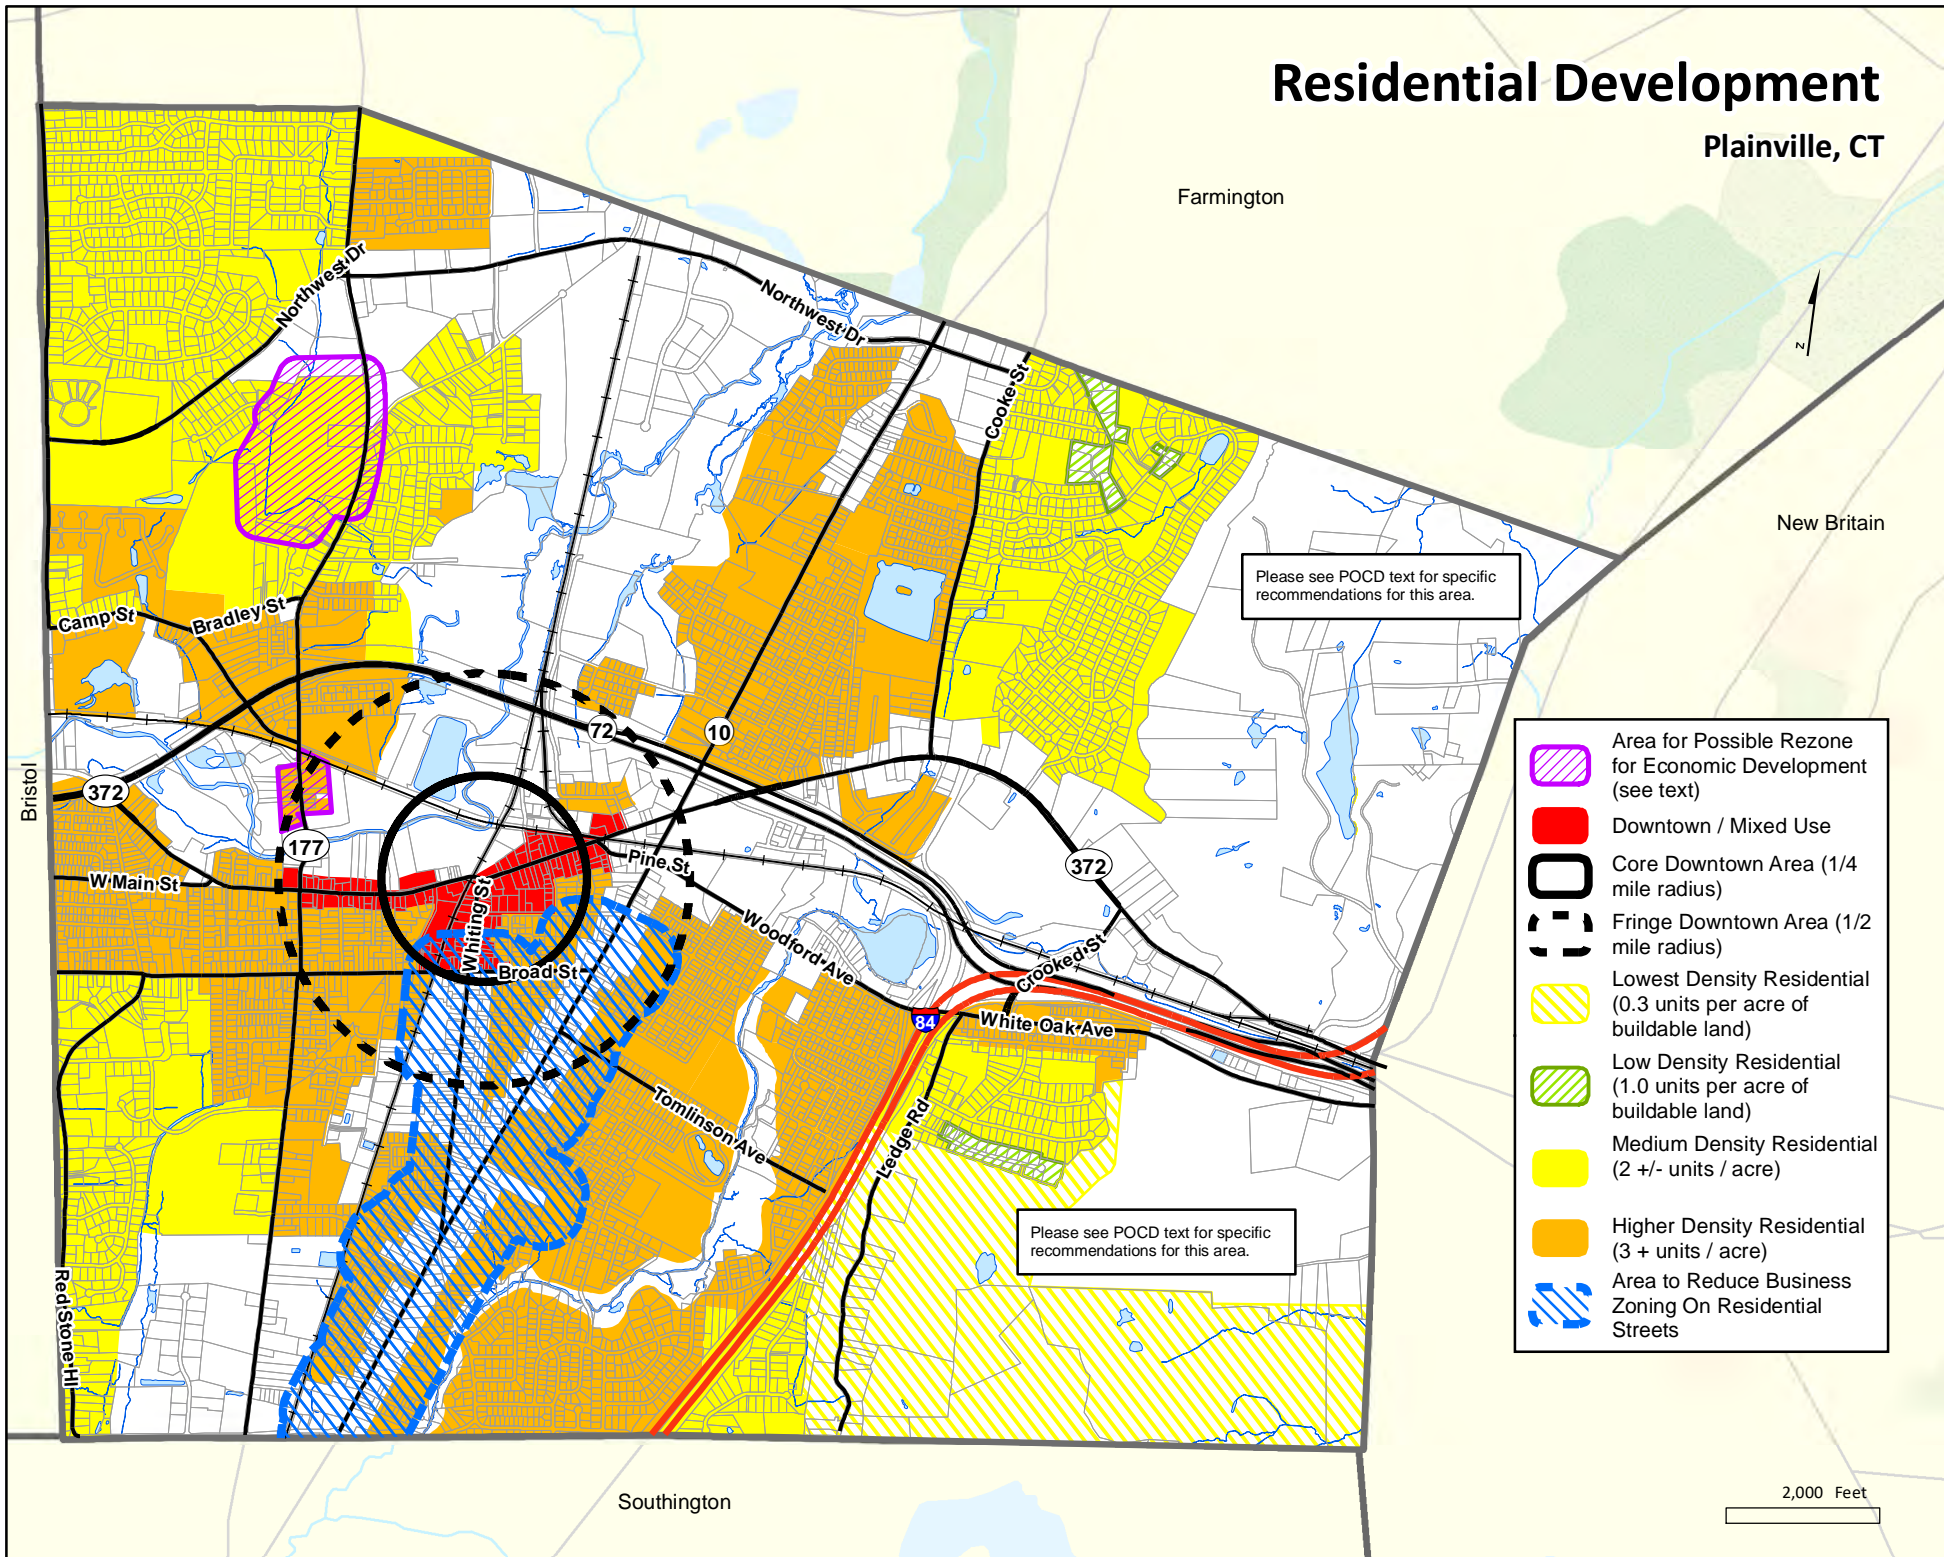 Residential Development
Plainville, CT
Farmington
New Britain
Bristol
Southington
Northwest Dr
Northwest Dr
Cooke St
Camp St
Bradley St
72
10
372
177
372
W Main St
Whiting St
Pine St
Woodford Ave
Broad St
Crooked St
84
White Oak Ave
Tomlinson Ave
Ledge Rd
Red Stone Hl
Please see POCD text for specific
recommendations for this area.
Please see POCD text for specific
recommendations for this area.
z
Area for Possible Rezone
for Economic Development
(see text)
Downtown / Mixed Use
Core Downtown Area (1/4
mile radius)
Fringe Downtown Area (1/2
mile radius)
Lowest Density Residential
(0.3 units per acre of
buildable land)
Low Density Residential
(1.0 units per acre of
buildable land)
Medium Density Residential
(2 +/- units / acre)
Higher Density Residential
(3 + units / acre)
Area to Reduce Business
Zoning On Residential
Streets
2,000 Feet